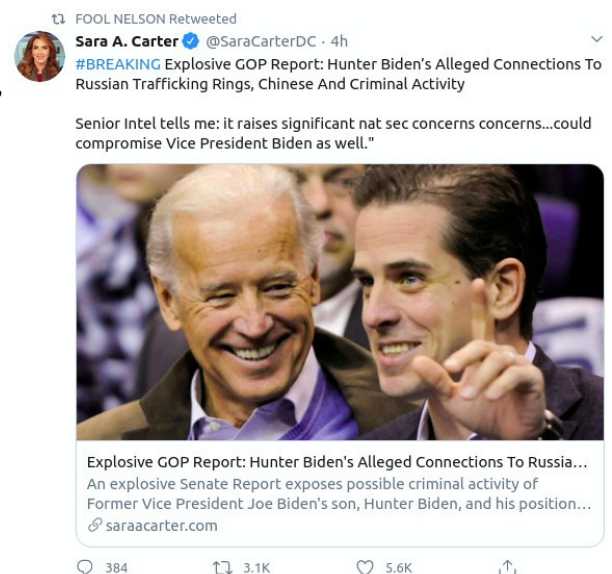 FOOL NELSON Retweeted
Sara A. Carter @SaraCarterDC · 4h
#BREAKING Explosive GOP Report: Hunter Biden's Alleged Connections To
Russian Trafficking Rings, Chinese And Criminal Activity
Senior Intel tells me: it raises significant nat sec concerns concerns...could
compromise Vice President Biden as well."
Explosive GOP Report: Hunter Biden's Alleged Connections To Russia...
An explosive Senate Report exposes possible criminal activity of
Former Vice President Joe Biden's son, Hunter Biden, and his position...
saraacarter.com
384 3.1K 5.6K